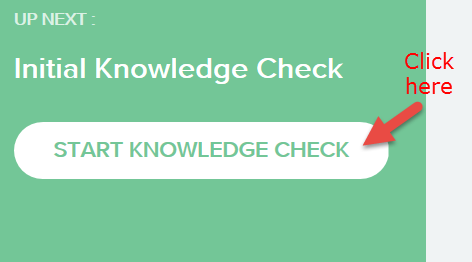 UP NEXT :
Initial Knowledge Check
Click
here
START KNOWLEDGE CHECK